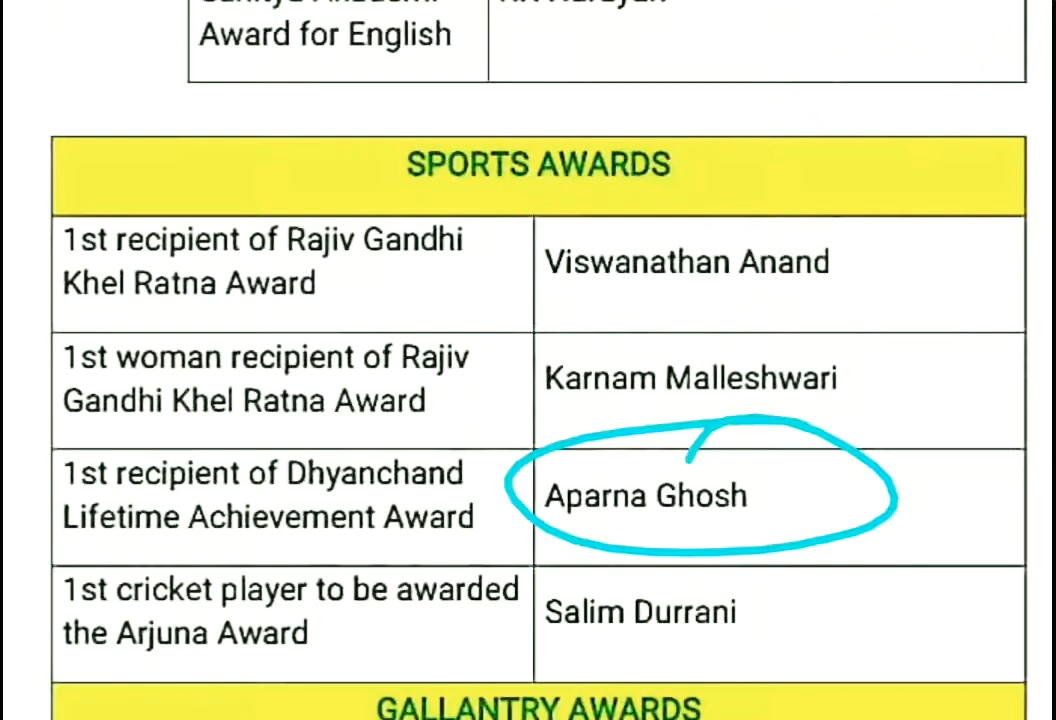 Award for English
SPORTS AWARDS
1st recipient of Rajiv Gandhi
Khel Ratna Award
Viswanathan Anand
1st woman recipient of Rajiv
Gandhi Khel Ratna Award
Karnam Malleshwari
1st recipient of Dhyanchand
Lifetime Achievement Award
Aparna Ghosh
1st cricket player to be awarded
the Arjuna Award
Salim Durrani
GALLANTRY AWARDS